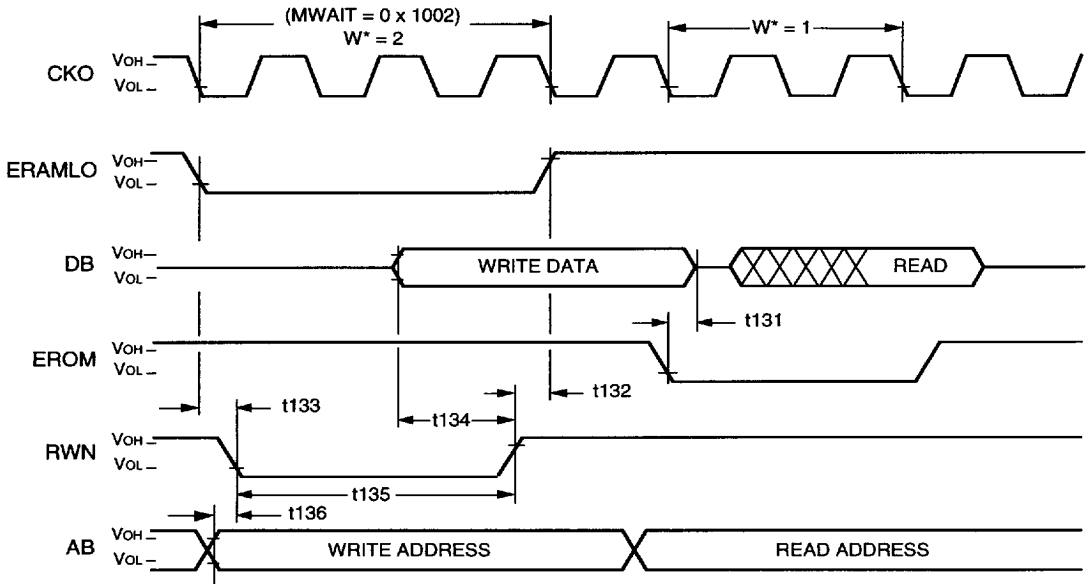 (MWAIT = 0 x 1002)
W* = 2
W* = 1
CKO
VOH
VOL
ERAMLO
VOH
VOL
DB
VOH
VOL
WRITE DATA
READ
t131
EROM
VOH
VOL
t132
t133
t134
RWN
VOH
VOL
t135
t136
AB
VOH
VOL
WRITE ADDRESS
READ ADDRESS